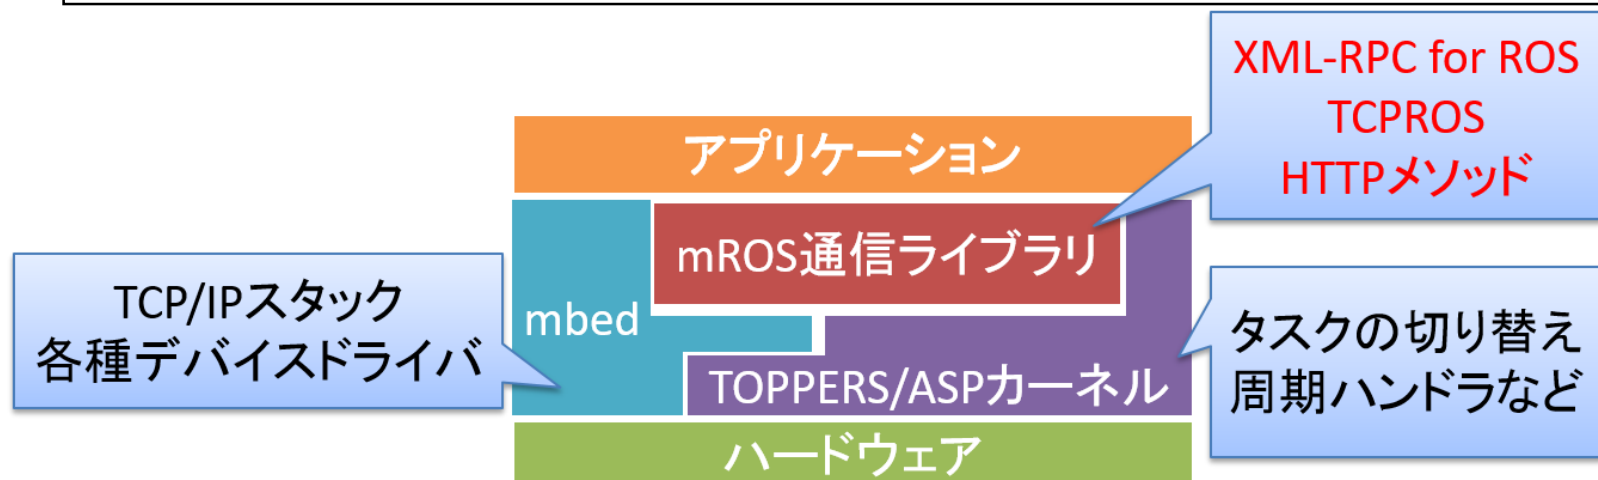 XML-RPC for ROS
TCPROS
HTTPメソッド
アプリケーション
mROS通信ライブラリ
TCP/IPスタック
各種デバイスドライバ
mbed
タスクの切り替え
周期ハンドラなど
TOPPERS/ASPカーネル
ハードウェア